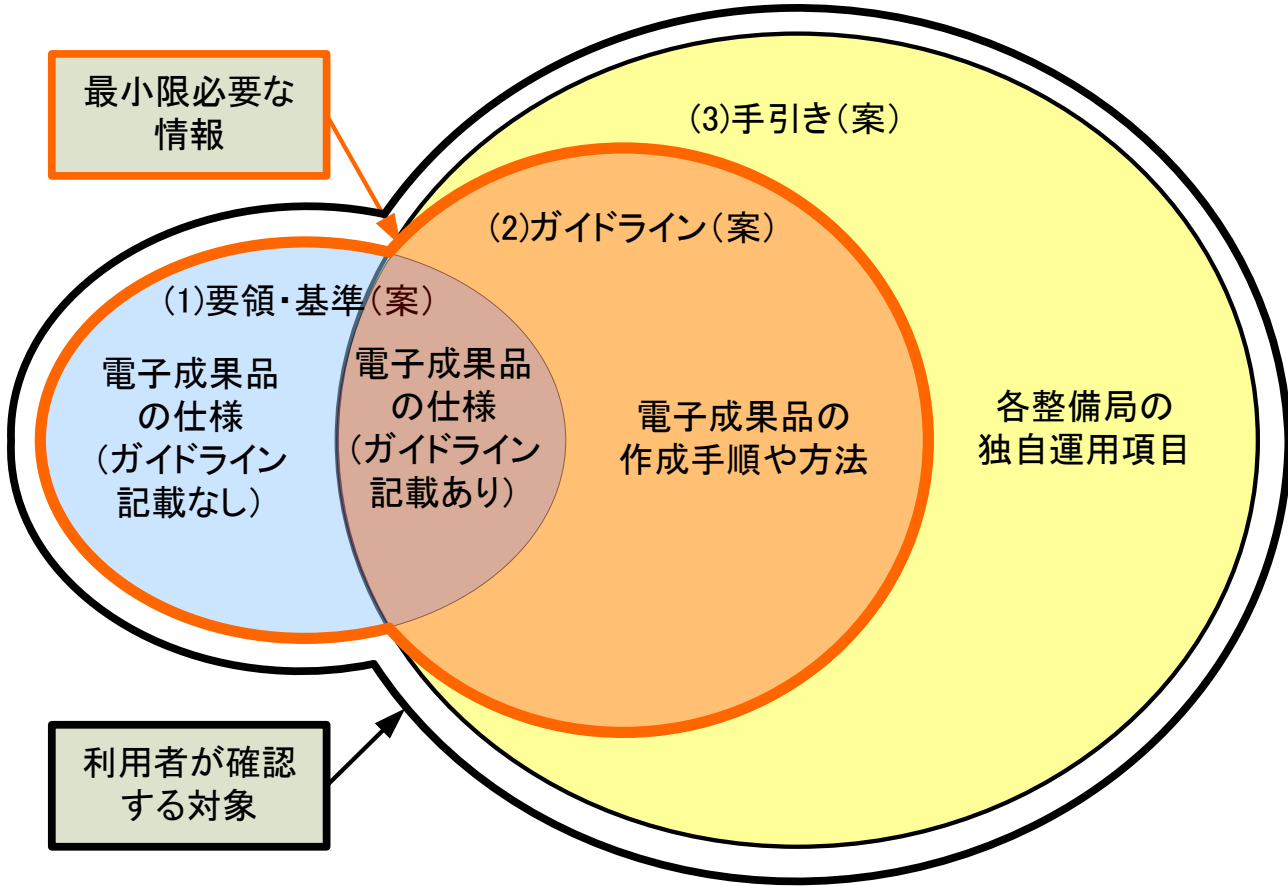 最小限必要な
情報
(3)手引き(案)
(2)ガイドライン(案)
(1)要領・基準(案)
電子成果品
の仕様
(ガイドライン
記載なし)
電子成果品
の仕様
(ガイドライン
記載あり)
電子成果品の
作成手順や方法
各整備局の
独自運用項目
利用者が確認
する対象